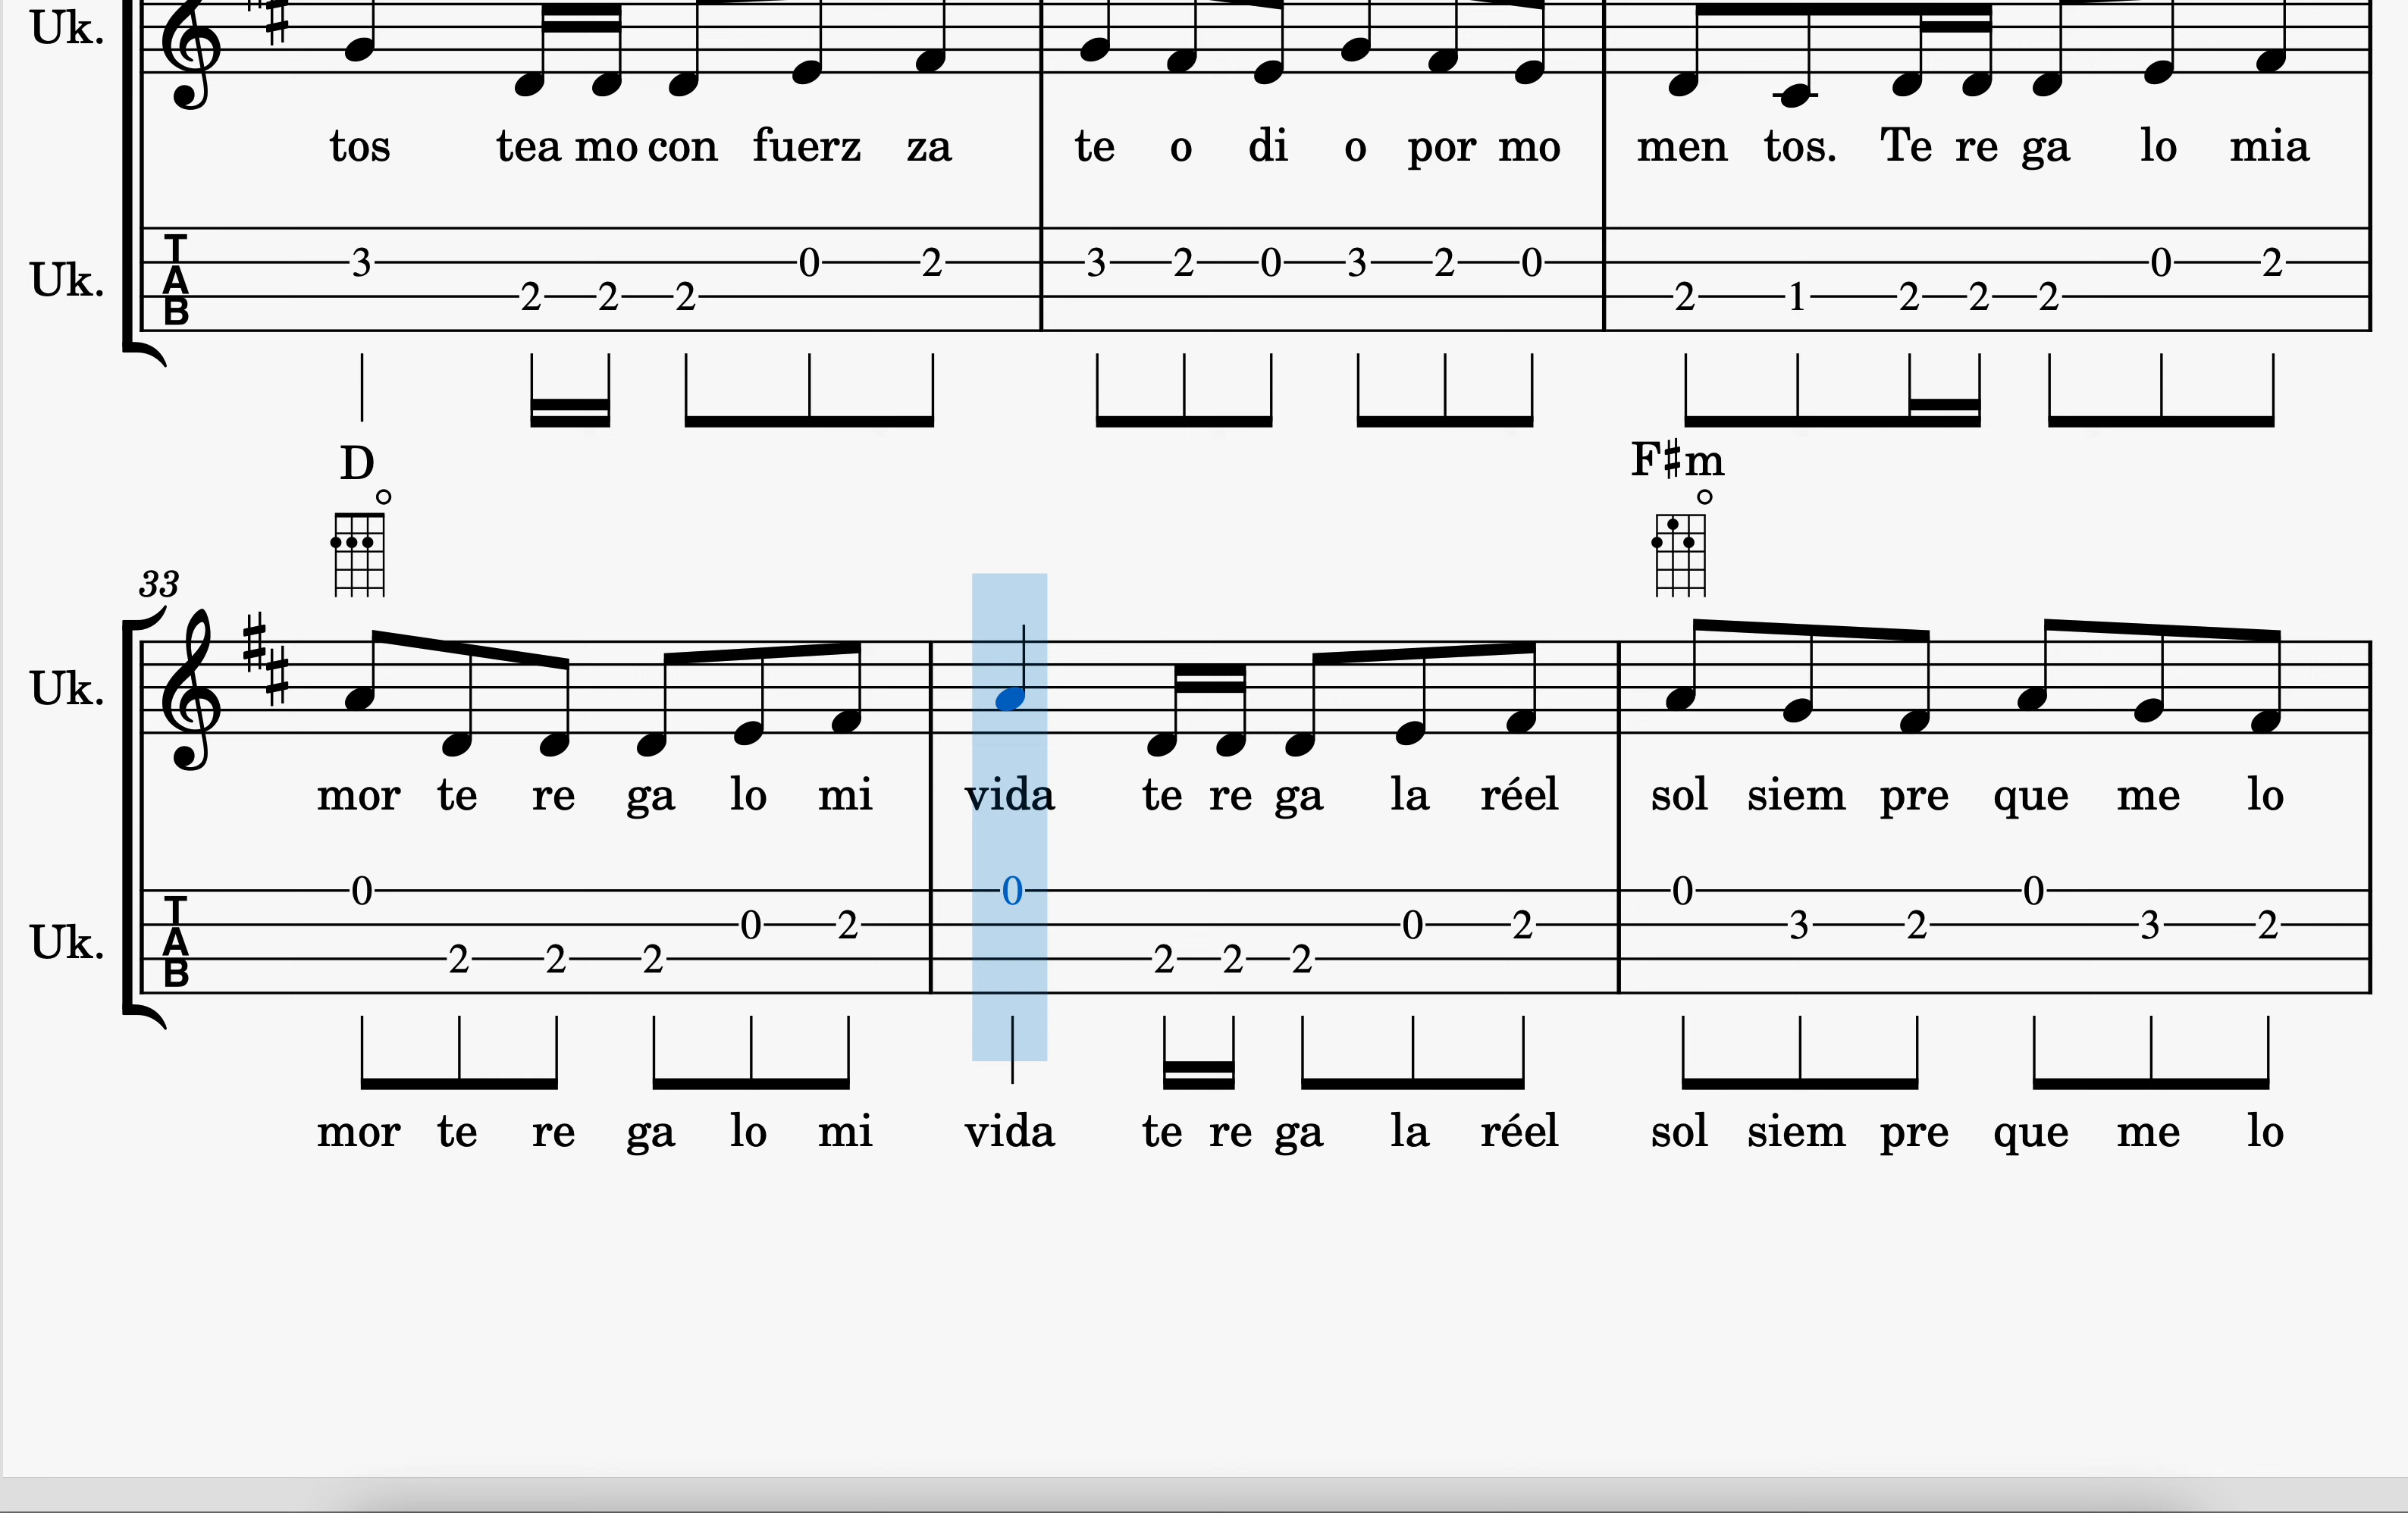 Uk.
tos tea mo con fuerz za te o di o por mo men tos. Te re ga lo mia
Uk.
T
A
B
3 2 2 2 0 2 3 2 0 3 2 0 2 1 2 2 2 0 2
D F♯m
33
Uk.
mor te re ga lo mi vida te re ga la réel sol siem pre que me lo
Uk.
T
A
B
0 2 2 2 0 2 0 2 2 2 0 2 0 3 2 0 3 2
mor te re ga lo mi vida te re ga la réel sol siem pre que me lo